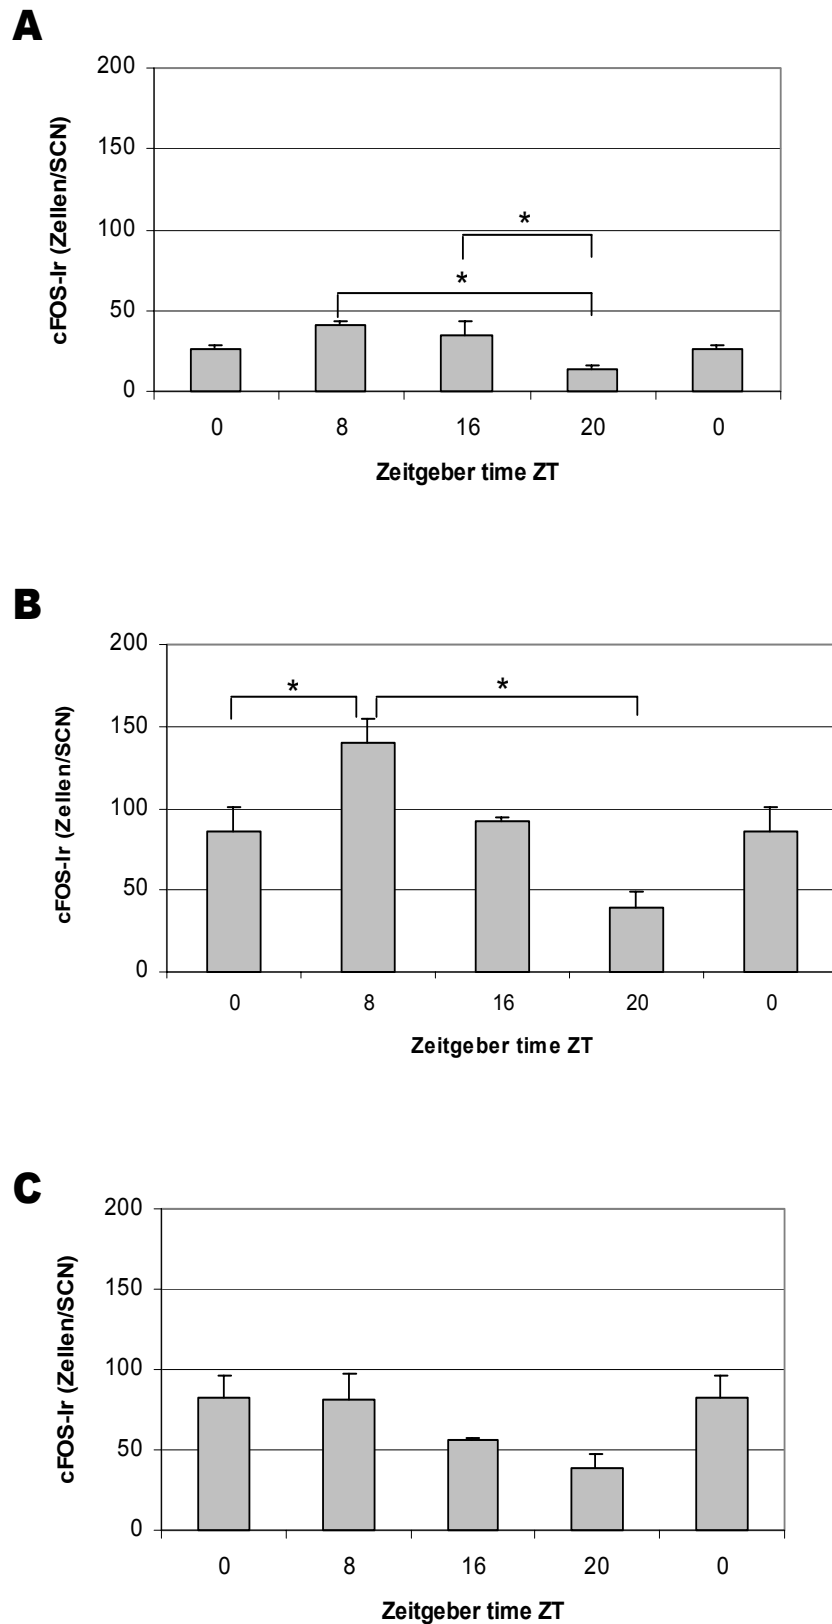 A
200
150
100
50
0
cFOS-Ir (Zellen/SCN)
*
*
0 8 16 20 0
Zeitgeber time ZT
B
200
150
100
50
0
cFOS-Ir (Zellen/SCN)
* *
0 8 16 20 0
Zeitgeber time ZT
C
200
150
100
50
0
cFOS-Ir (Zellen/SCN)
0 8 16 20 0
Zeitgeber time ZT